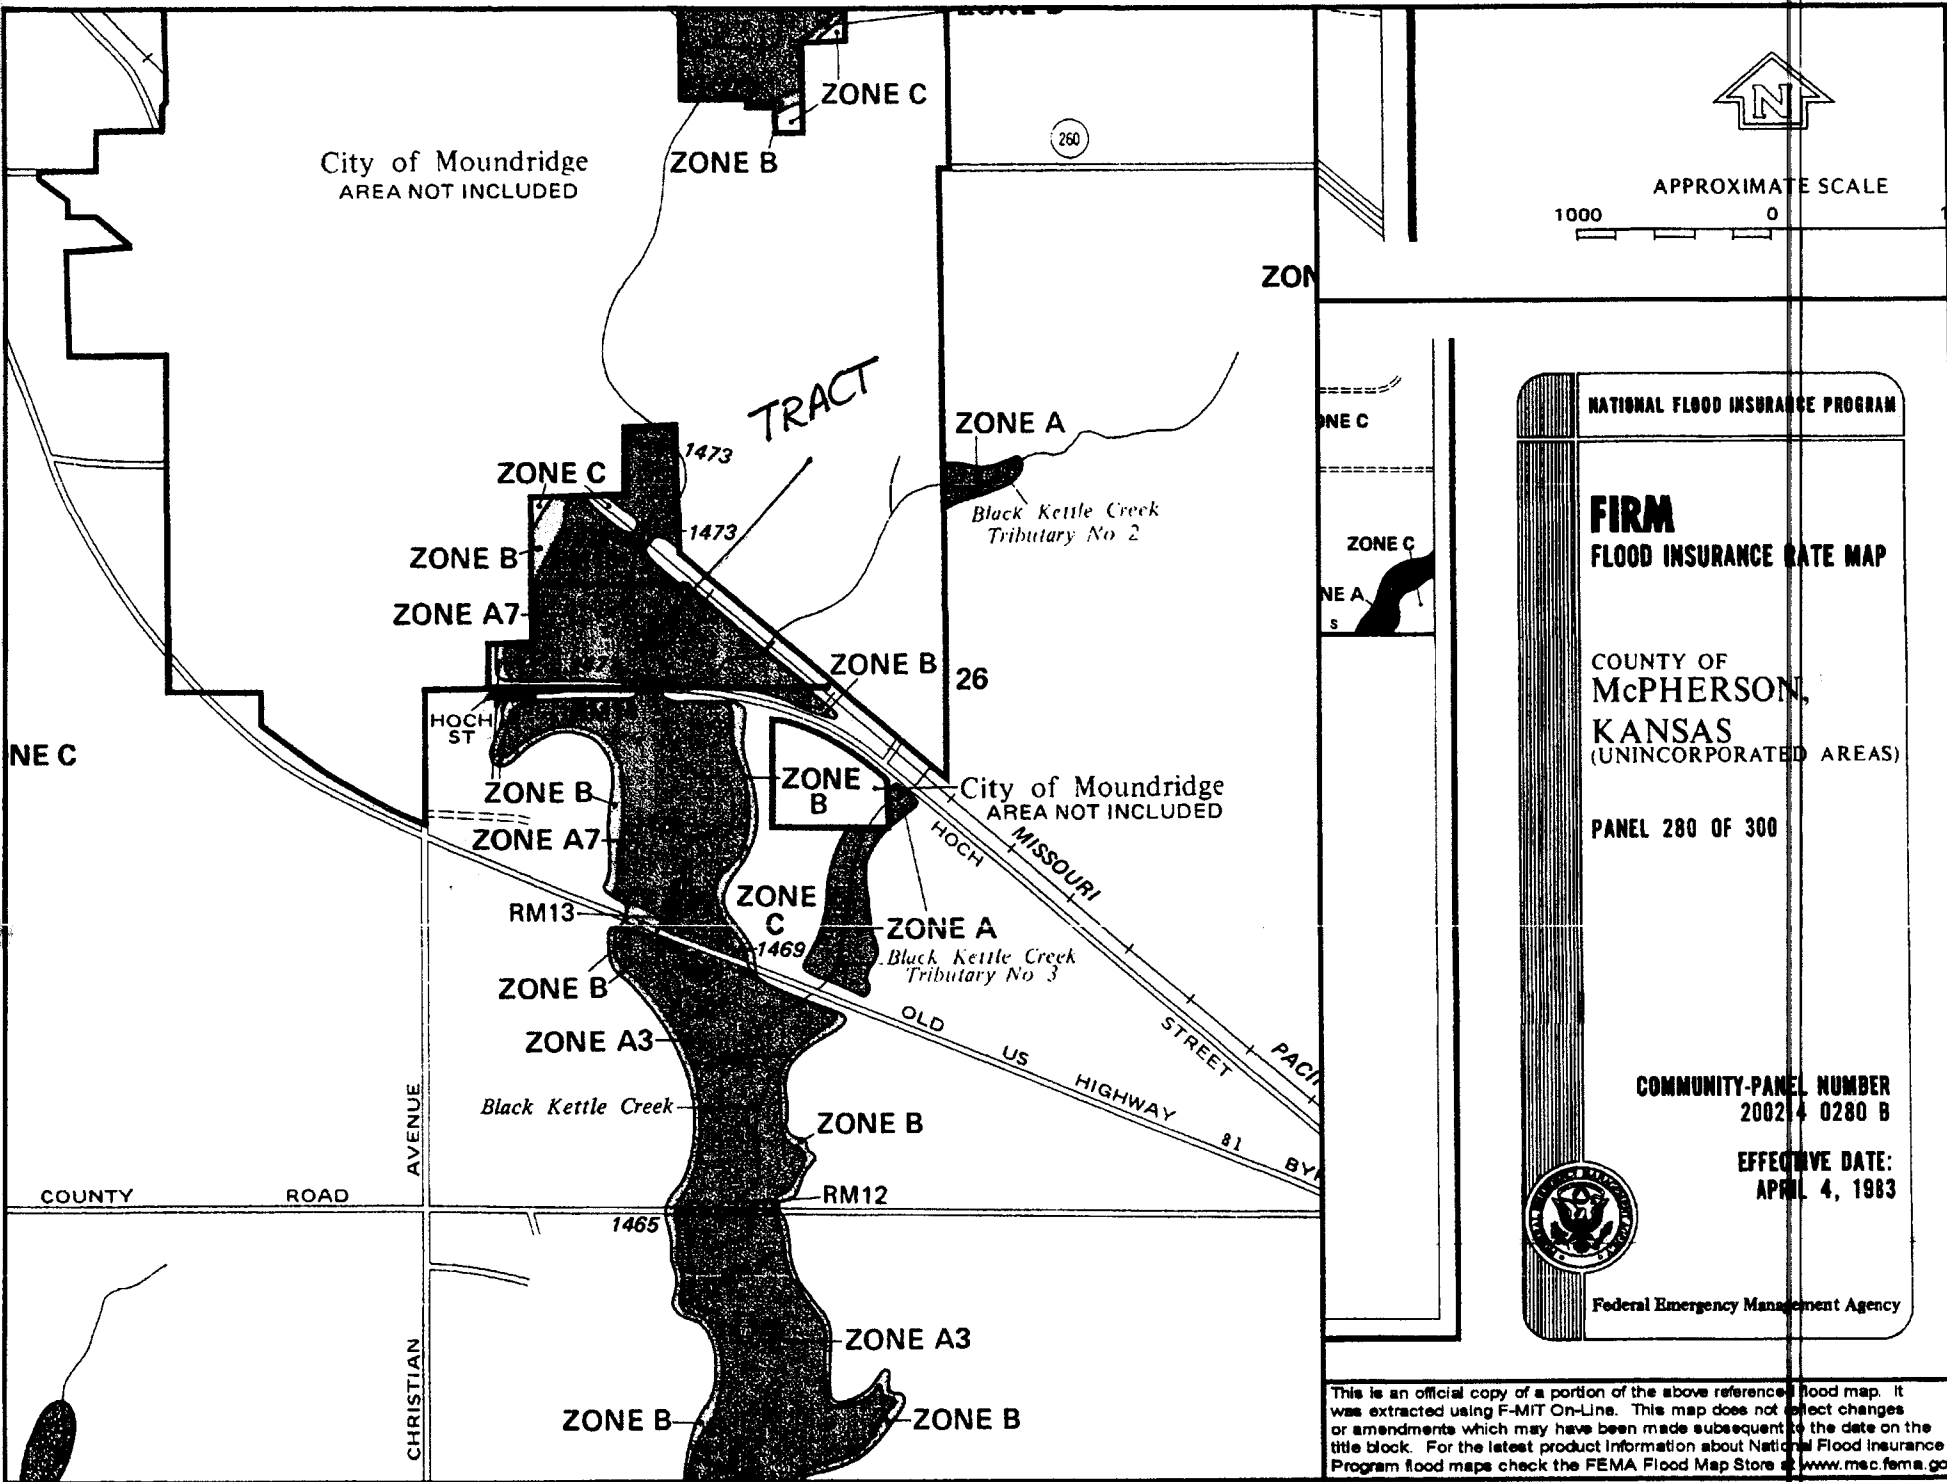 ZONE C
260
City of Moundridge
AREA NOT INCLUDED
ZONE B
TRACT
ZONE A
1473
ZONE C
Black Kettle Creek
Tributary No 2
1473
ZONE B
ZONE A7
ZONE B
26
HOCH
ST
NE C
ZONE
B
City of Moundridge
AREA NOT INCLUDED
ZONE B
ZONE A7
HOCH
MISSOURI
ZONE
C
RM13
1469
ZONE A
Black Kettle Creek
Tributary No 3
ZONE B
OLD
US
HIGHWAY
81
STREET
ZONE A3
Black Kettle Creek
AVENUE
ZONE B
COUNTY
ROAD
RM12
1465
ZONE A3
CHRISTIAN
ZONE B
ZONE B
N
APPROXIMATE SCALE
1000
0
ZON
ONE C
ZONE C
NE A
S
NATIONAL FLOOD INSURANCE PROGRAM
FIRM
FLOOD INSURANCE RATE MAP
COUNTY OF
McPHERSON,
KANSAS
(UNINCORPORATED AREAS)
PANEL 280 OF 300
COMMUNITY-PANEL NUMBER
200214 0280 B
EFFECTIVE DATE:
APRIL 4, 1983
Federal Emergency Management Agency
This is an official copy of a portion of the above referenced flood map. It
was extracted using F-MIT On-Line. This map does not reflect changes
or amendments which may have been made subsequent to the date on the
title block. For the latest product information about National Flood Insurance
Program flood maps check the FEMA Flood Map Store at www.msc.fema.go